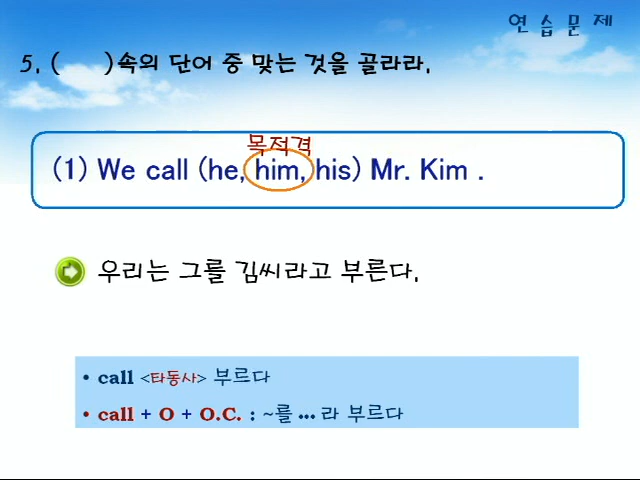 연 습 문 제
5. (    )속의 단어 중 맞는 것을 골라라.
목적격
(1) We call (he, him, his) Mr. Kim .
우리는 그를 김씨라고 부른다.
• call <타동사> 부르다
• call + O + O.C. : ~를 ••• 라 부르다